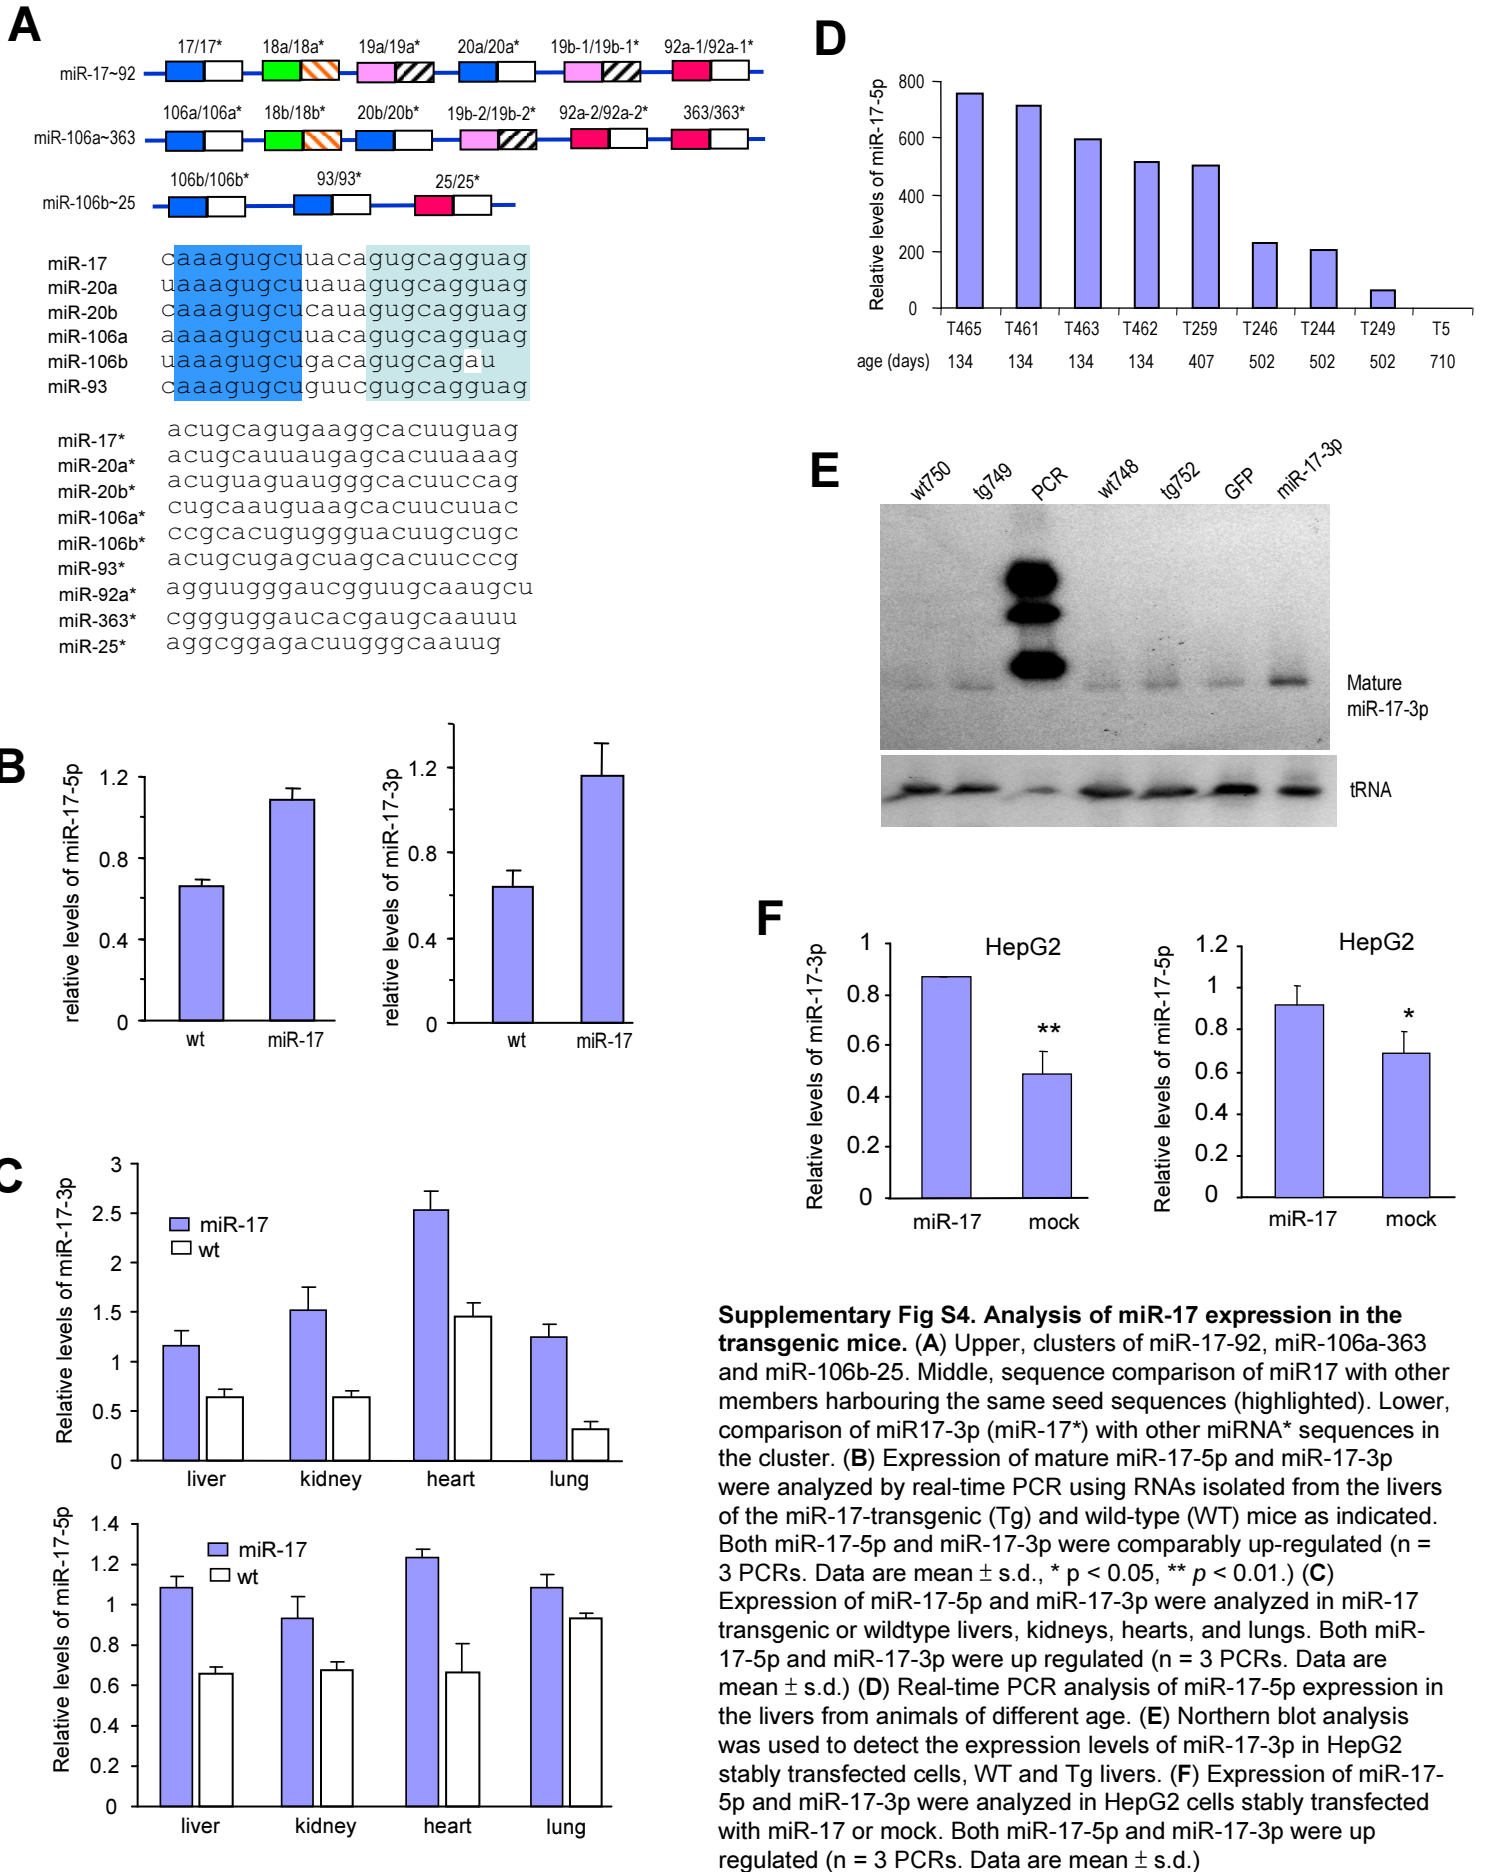 A
17/17* 18a/18a* 19a/19a* 20a/20a* 19b-1/19b-1* 92a-1/92a-1*
miR-17~92
106a/106a* 18b/18b* 20b/20b* 19b-2/19b-2* 92a-2/92a-2* 363/363*
miR-106a~363
106b/106b* 93/93* 25/25*
miR-106b~25
miR-17 caaagugcuuacagugcagguag
miR-20a uaaagugcuuauagugcagguag
miR-20b caaagugcucauagugcagguag
miR-106a aaaagugcuuacagugcagguag
miR-106b uaaagugcugacagugcagau
miR-93 caaagugcuguucgugcagguag
miR-17* acugcagugaaggcacuuguag
miR-20a* acugcauuaugagcacuuaaag
miR-20b* acuguaguaugggcacuuccag
miR-106a* cugcaauguaagcacuucuuac
miR-106b* ccgcacuguggguacuugcugc
miR-93* acugcugagcuagcacuucccg
miR-92a* agguugggaucgguugcaaugcu
miR-363* cggguggaucacgaugcaauuu
miR-25* aggcggagacuugggcaauug
B
relative levels of miR-17-5p
1.2
0.8
0.4
0
wt miR-17
relative levels of miR-17-3p
1.2
0.8
0.4
0
wt miR-17
C
Relative levels of miR-17-3p
3
2.5
2
1.5
1
0.5
0
miR-17
wt
liver kidney heart lung
Relative levels of miR-17-5p
1.4
1.2
1
0.8
0.6
0.4
0.2
0
miR-17
wt
liver kidney heart lung
D
Relative levels of miR-17-5p
800
600
400
200
0
T465 T461 T463 T462 T259 T246 T244 T249 T5
age (days) 134 134 134 134 407 502 502 502 710
E
wt750 tg749 PCR wt748 tg752 GFP miR-17-3p
Mature
miR-17-3p
tRNA
F
Relative levels of miR-17-3p
1
0.8
0.6
0.4
0.2
0
HepG2
**
miR-17 mock
Relative levels of miR-17-5p
1.2
1
0.8
0.6
0.4
0.2
0
HepG2
*
miR-17 mock
Supplementary Fig S4. Analysis of miR-17 expression in the
transgenic mice. (A) Upper, clusters of miR-17-92, miR-106a-363
and miR-106b-25. Middle, sequence comparison of miR17 with other
members harbouring the same seed sequences (highlighted). Lower,
comparison of miR17-3p (miR-17*) with other miRNA* sequences in
the cluster. (B) Expression of mature miR-17-5p and miR-17-3p
were analyzed by real-time PCR using RNAs isolated from the livers
of the miR-17-transgenic (Tg) and wild-type (WT) mice as indicated.
Both miR-17-5p and miR-17-3p were comparably up-regulated (n =
3 PCRs. Data are mean ± s.d., * p < 0.05, ** p < 0.01.) (C)
Expression of miR-17-5p and miR-17-3p were analyzed in miR-17
transgenic or wildtype livers, kidneys, hearts, and lungs. Both miR-
17-5p and miR-17-3p were up regulated (n = 3 PCRs. Data are
mean ± s.d.) (D) Real-time PCR analysis of miR-17-5p expression in
the livers from animals of different age. (E) Northern blot analysis
was used to detect the expression levels of miR-17-3p in HepG2
stably transfected cells, WT and Tg livers. (F) Expression of miR-17-
5p and miR-17-3p were analyzed in HepG2 cells stably transfected
with miR-17 or mock. Both miR-17-5p and miR-17-3p were up
regulated (n = 3 PCRs. Data are mean ± s.d.)